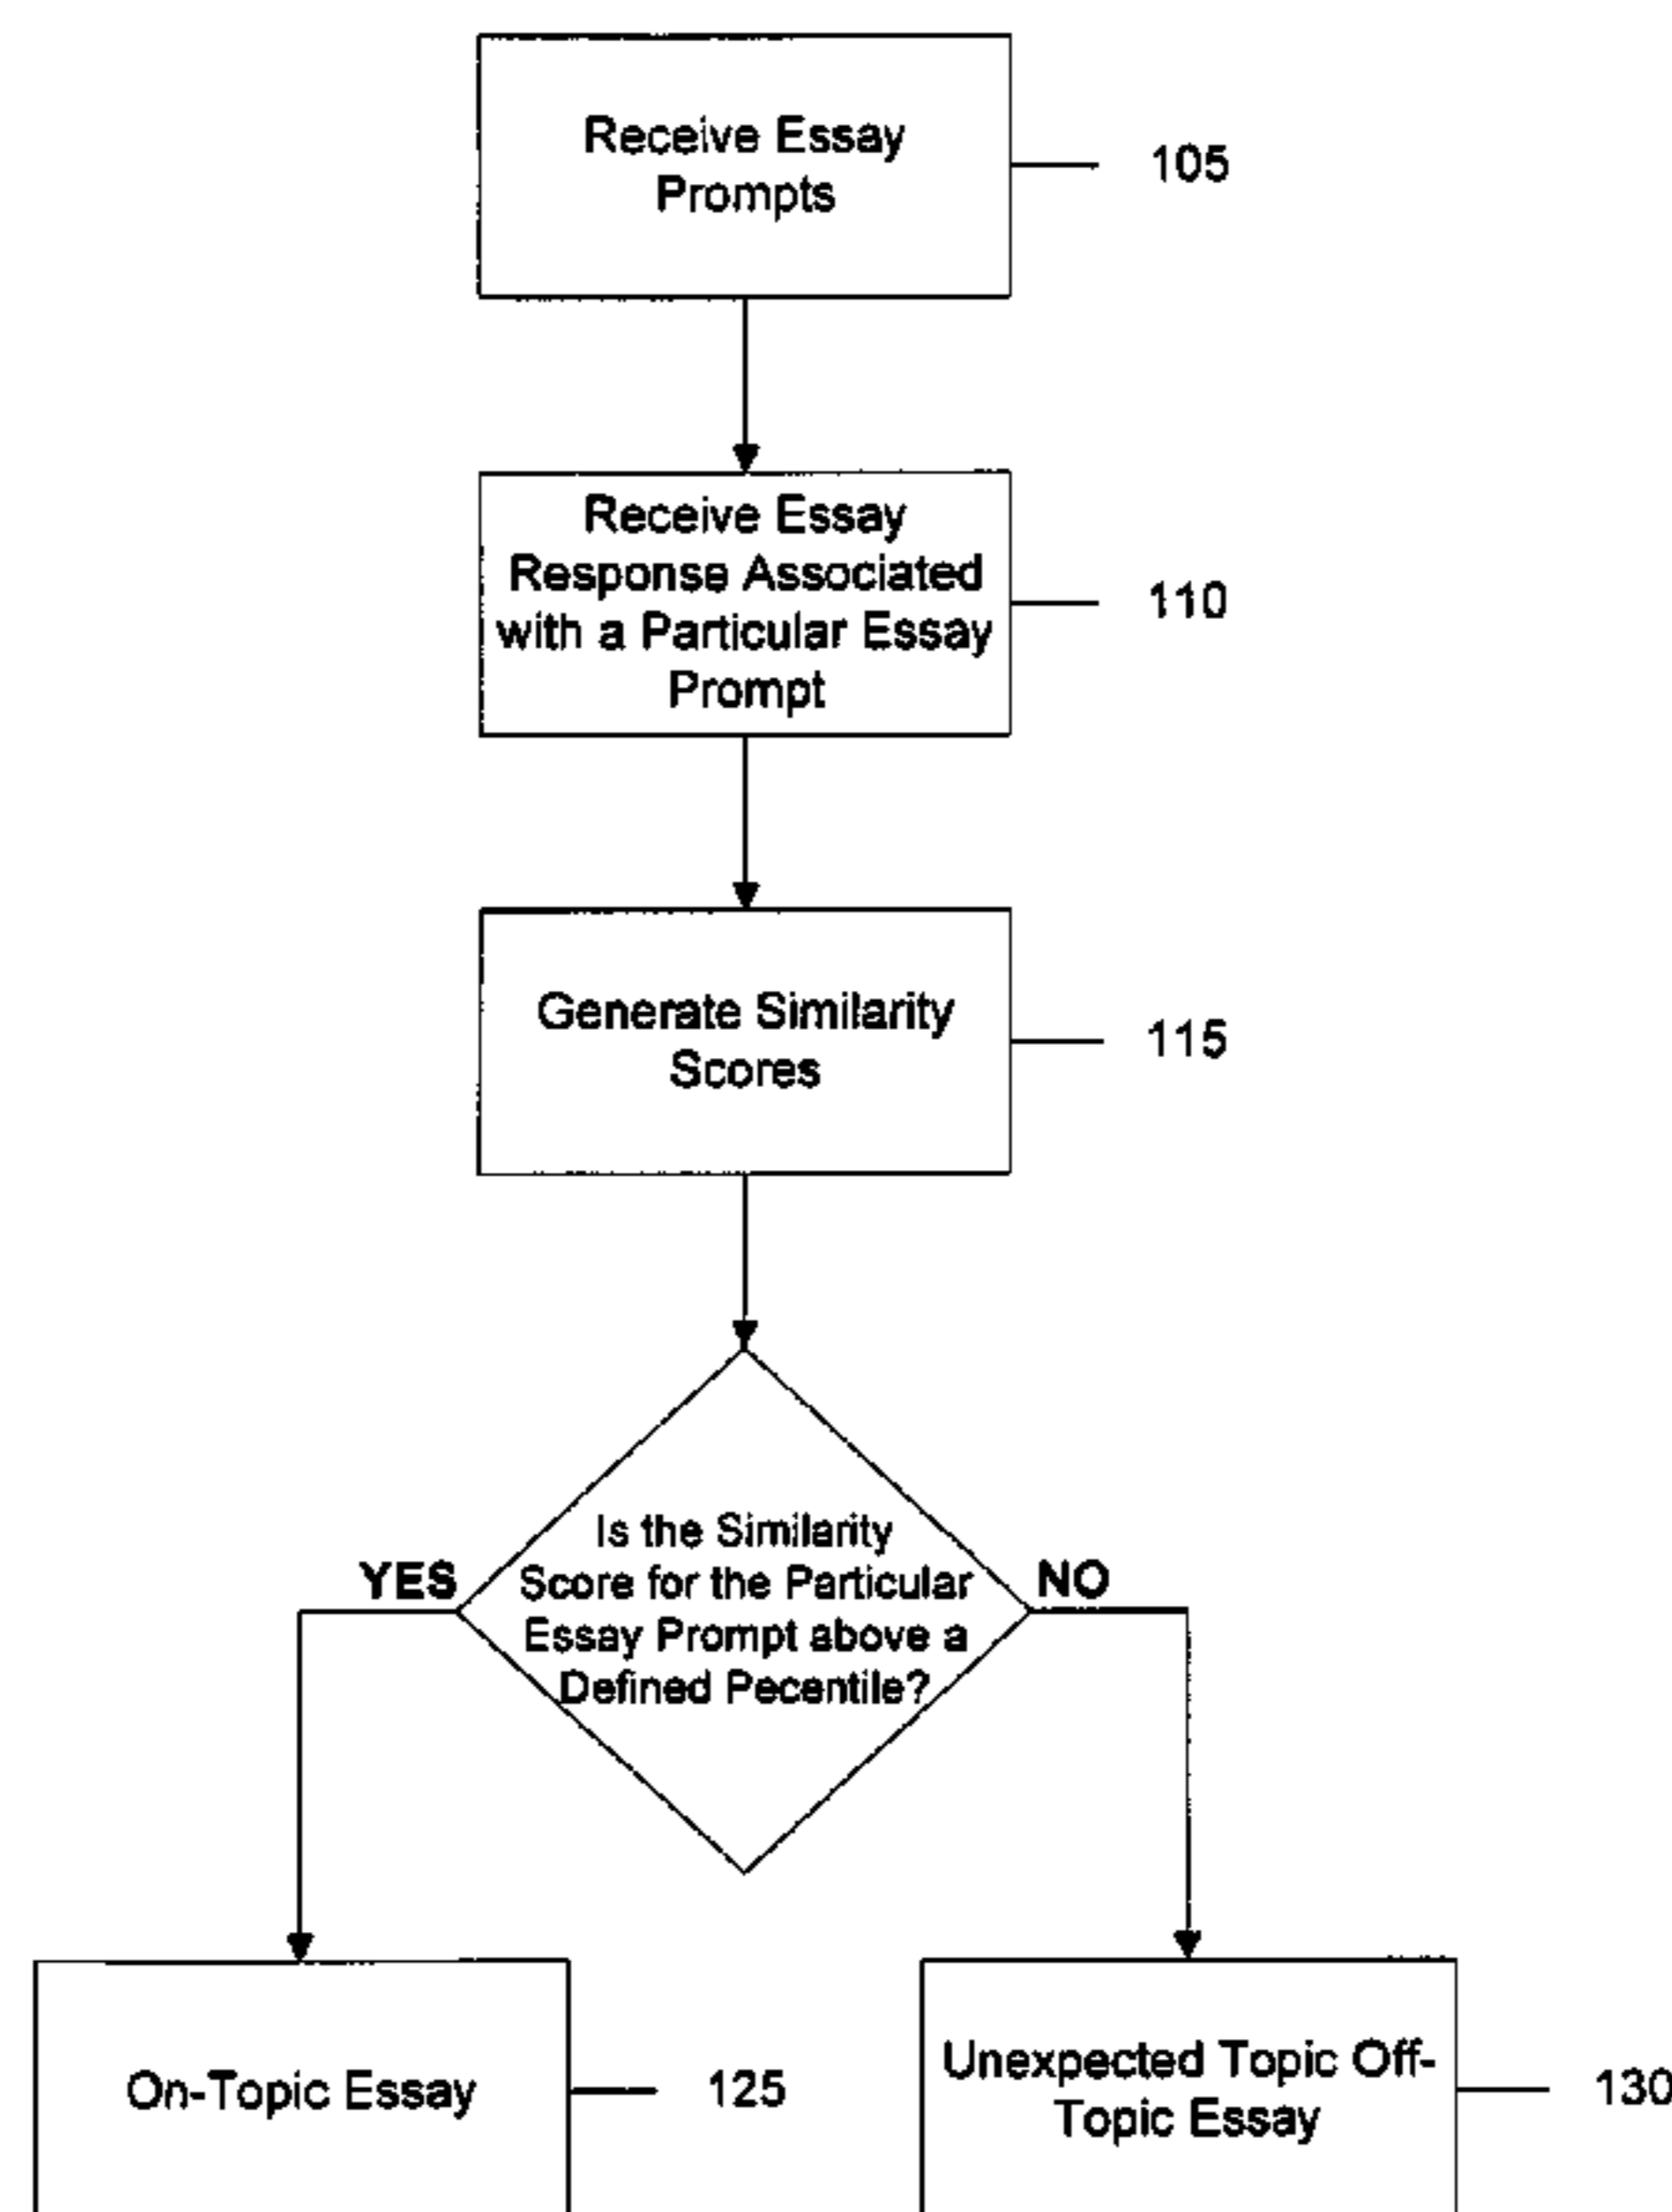 Receive Essay
Prompts
105
Receive Essay
Response Associated
with a Particular Essay
Prompt
110
Generate Similarity
Scores
115
Is the Similarity
Score for the Particular
Essay Prompt above a
Defined Pecentile?
YES
NO
On-Topic Essay
125
Unexpected Topic Off-
Topic Essay
130